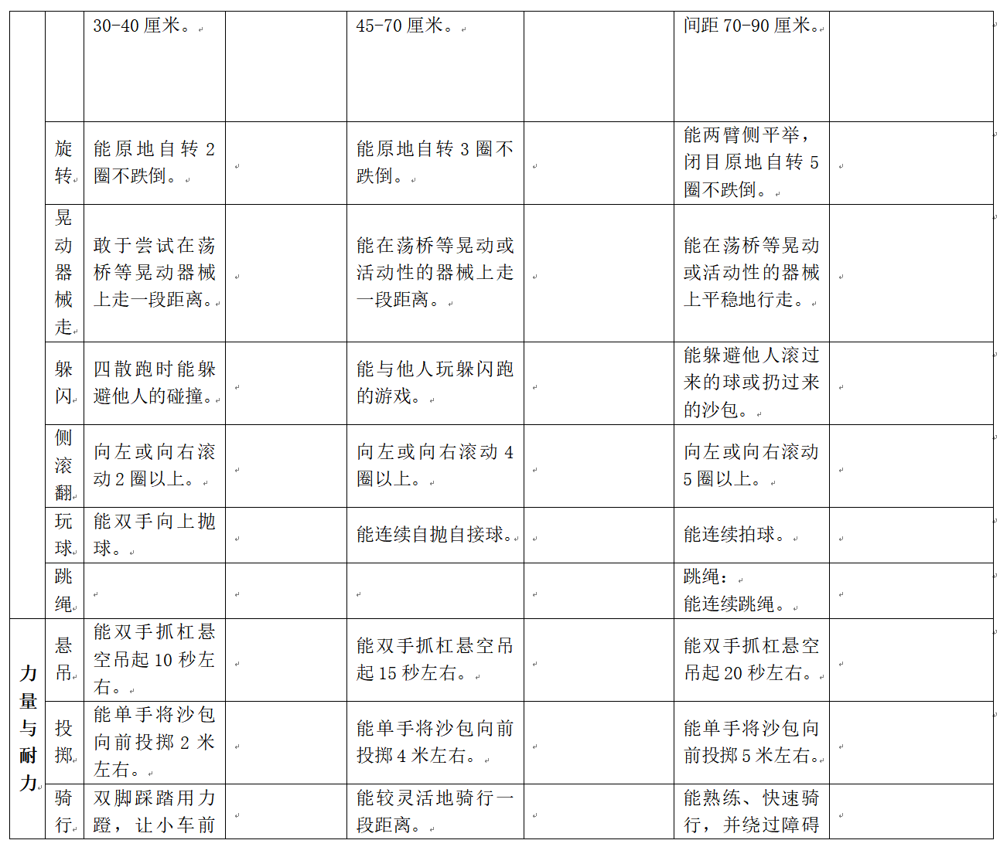 30-40 厘米。
45-70 厘米。
间距 70-90 厘米。
旋
转
能原地自转 2
圈不跌倒。
能原地自转 3 圈不
跌倒。
能两臂侧平举，
闭目原地自转 5
圈不跌倒。
晃
动
器
械
走
敢于尝试在荡
桥等晃动器械
上走一段距离。
能在荡桥等晃动或
活动性的器械上走
一段距离。
能在荡桥等晃动
或活动性的器械
上平稳地行走。
躲
闪
四散跑时能躲
避他人的碰撞。
能与他人玩躲闪跑
的游戏。
能躲避他人滚过
来的球或扔过来
的沙包。
侧
滚
翻
向左或向右滚
动 2 圈以上。
向左或向右滚动 4
圈以上。
向左或向右滚动
5 圈以上。
玩
球
能双手向上抛
球。
能连续自抛自接球。
能连续拍球。
跳
绳
跳绳：
能连续跳绳。
力
量
与
耐
力
悬
吊
能双手抓杠悬
空吊起 10 秒左
右。
能双手抓杠悬空吊
起 15 秒左右。
能双手抓杠悬空
吊起 20 秒左右。
投
掷
能单手将沙包
向前投掷 2 米
左右。
能单手将沙包向前
投掷 4 米左右。
能单手将沙包向
前投掷 5 米左右。
骑
行
双脚踩踏用力
蹬，让小车前
能较灵活地骑行一
段距离。
能熟练、快速骑
行，并绕过障碍